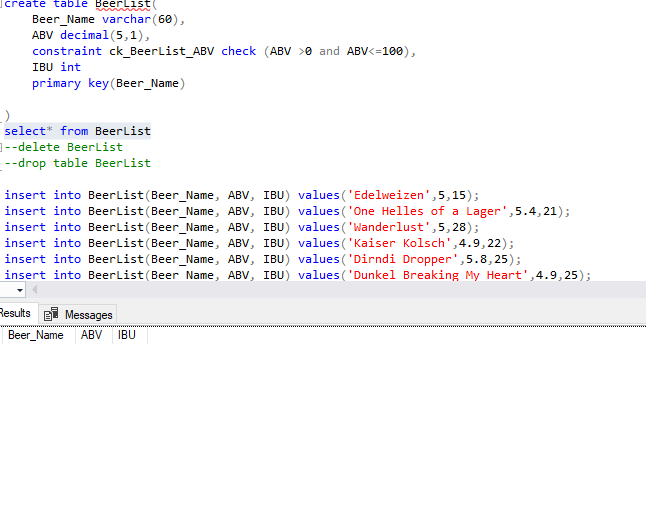 create table BeerList(
Beer_Name varchar(60),
ABV decimal(5,1),
constraint ck_BeerList_ABV check (ABV >0 and ABV<=100),
IBU int
primary key(Beer_Name)
)
select* from BeerList
--delete BeerList
--drop table BeerList
insert into BeerList(Beer_Name, ABV, IBU) values('Edelweizen',5,15);
insert into BeerList(Beer_Name, ABV, IBU) values('One Helles of a Lager',5.4,21);
insert into BeerList(Beer_Name, ABV, IBU) values('Wanderlust',5,28);
insert into BeerList(Beer_Name, ABV, IBU) values('Kaiser Kolsch',4.9,22);
insert into BeerList(Beer_Name, ABV, IBU) values('Dirndi Dropper',5.8,25);
insert into BeerList(Beer_Name, ABV, IBU) values('Dunkel Breaking My Heart',4.9,25);
Results Messages
Beer_Name ABV IBU